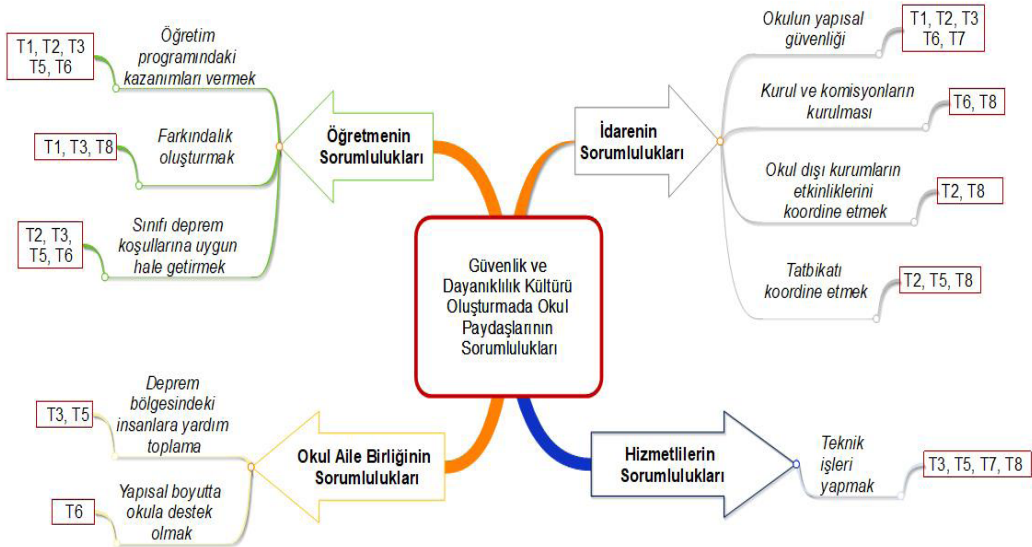 Güvenlik ve
Dayanıklılık Kültürü
Oluşturmada Okul
Paydaşlarının
Sorumlulukları
Öğretmenin
Sorumlulukları
Öğretim
programındaki
kazanımları vermek
T1, T2, T3
T5, T6
Farkındalık
oluşturmak
T1, T3, T8
Sınıfı deprem
koşullarına uygun
hale getirmek
T2, T3,
T5, T6
İdarenin
Sorumlulukları
Okulun yapısal
güvenliği
T1, T2, T3
T6, T7
Kurul ve komisyonların
kurulması
T6, T8
Okul dışı kurumların
etkinliklerini
koordine etmek
T2, T8
Tatbikatı
koordine etmek
T2, T5, T8
Okul Aile Birliğinin
Sorumlulukları
Deprem
bölgesindeki
insanlara yardım
toplama
T3, T5
Yapısal boyutta
okula destek
olmak
T6
Hizmetlilerin
Sorumlulukları
Teknik
işleri
yapmak
T3, T5, T7, T8